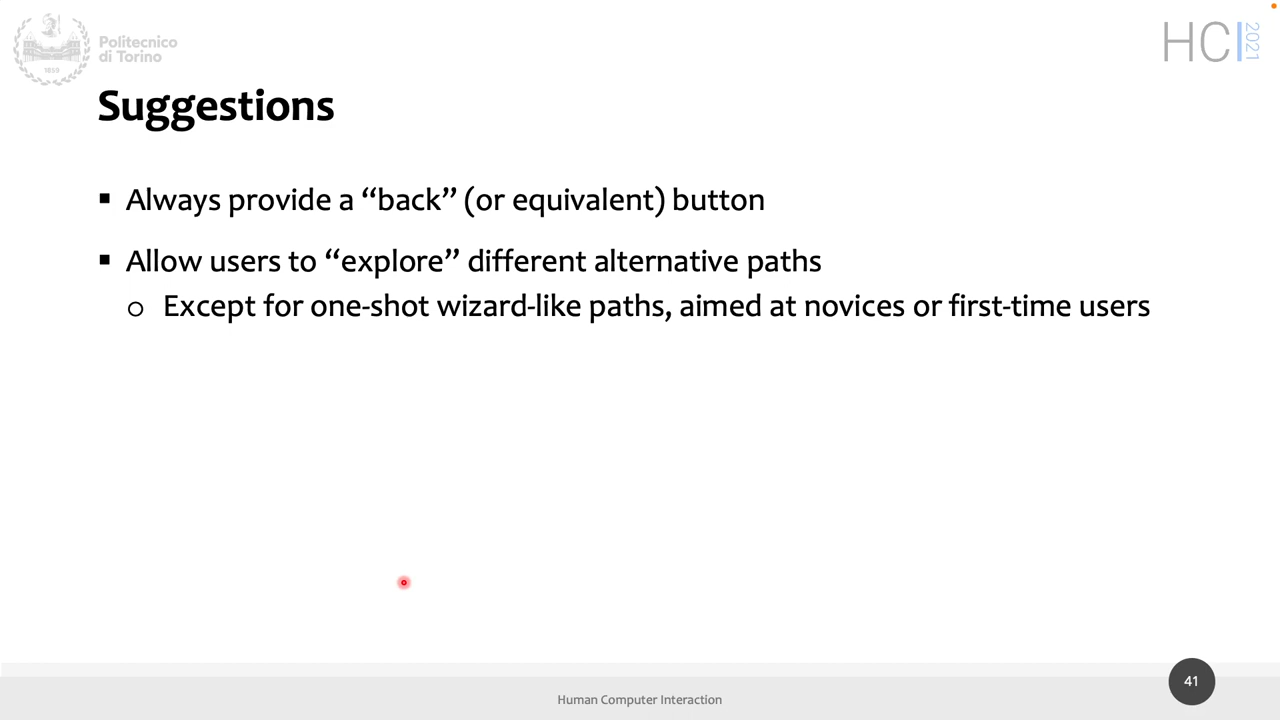 Politecnico
di Torino
1859
HCI
2021
Suggestions
▪ Always provide a “back” (or equivalent) button
▪ Allow users to “explore” different alternative paths
o Except for one-shot wizard-like paths, aimed at novices or first-time users
Human Computer Interaction
41